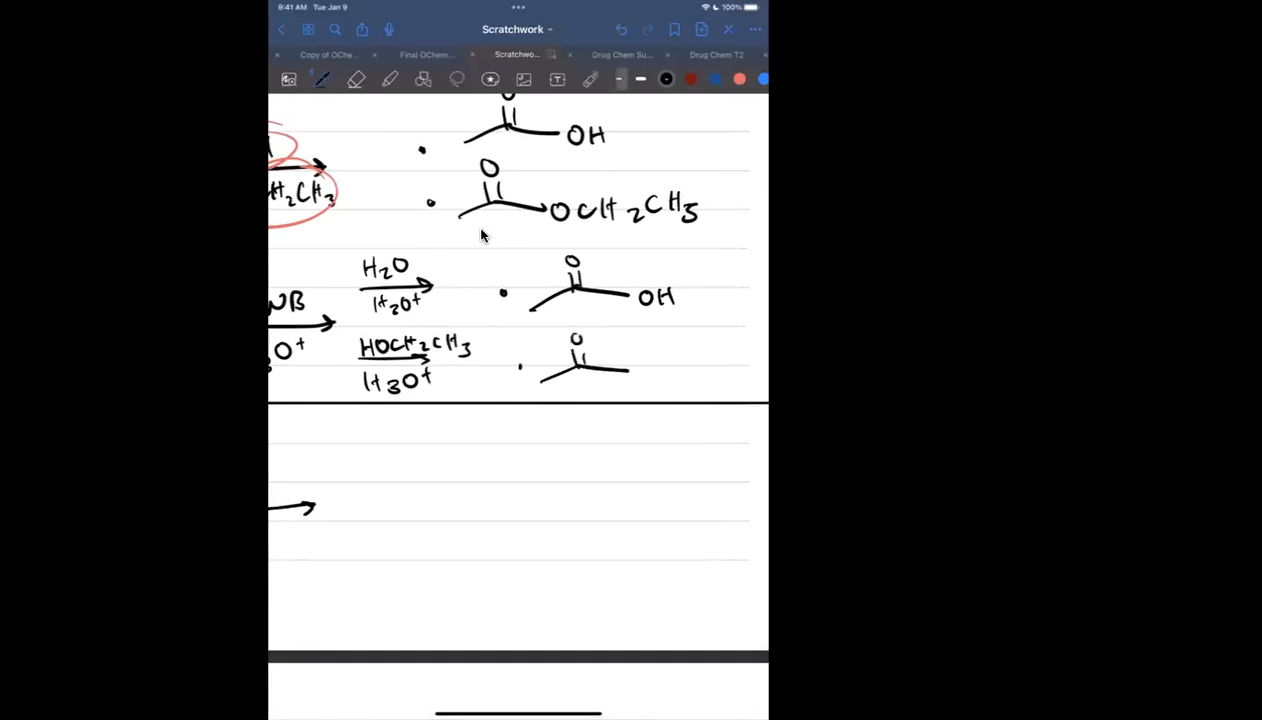 9:41 AM Tue Jan 9
100%
Scratchwork
Copy of OChe... × Final OChem... × Scratchwo... × Drug Chem Su... × Drug Chem T2 ×
O
OH
H₂CH₃
O
OCH₂CH₃
H₂O
H₃O⁺
O
OH
O⁺
HOCH₂CH₃
H₃O⁺
O